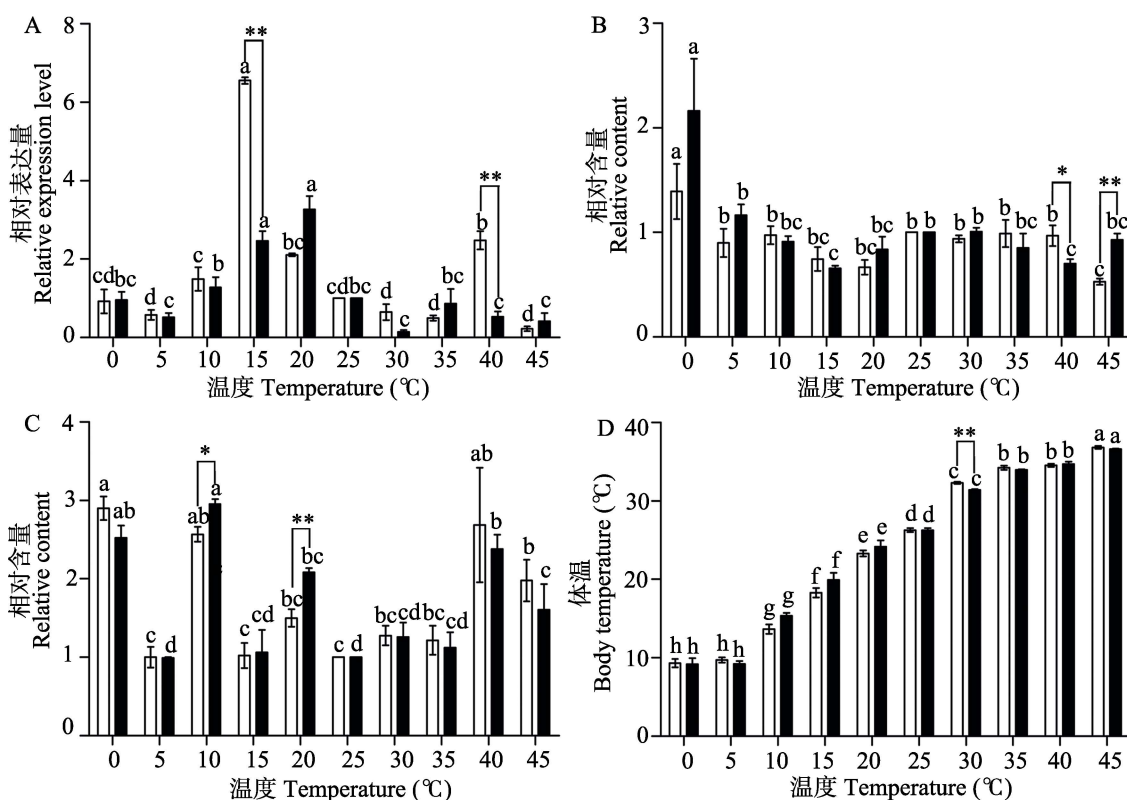 A
相对表达量
Relative expression level
8
6
4
2
0
cd bc d c c b a ** a bc a cd bc d c d bc b ** c d c
0 5 10 15 20 25 30 35 40 45
温度 Temperature (℃)
B
相对含量
Relative content
3
2
1
0
a a b b b bc bc c bc bc b b b b b bc b * c c ** bc
0 5 10 15 20 25 30 35 40 45
温度 Temperature (℃)
C
相对含量
Relative content
4
3
2
1
0
a ab c d ab * a c cd bc ** bc c d bc cd bc cd ab b b c
0 5 10 15 20 25 30 35 40 45
温度 Temperature (℃)
D
体温
Body temperature (℃)
40
30
20
10
0
h h h h g g f f e e d d c ** c b b b b a a
0 5 10 15 20 25 30 35 40 45
温度 Temperature (℃)